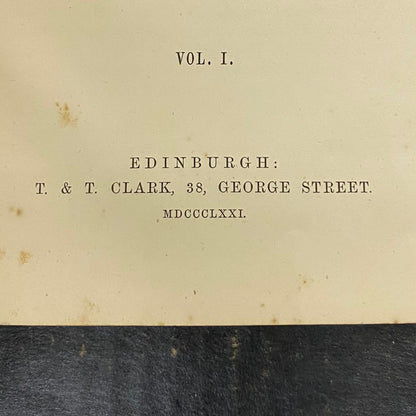 VOL. I.
EDINBURGH:
T. & T. CLARK, 38, GEORGE STREET.
MDCCCLXXI.